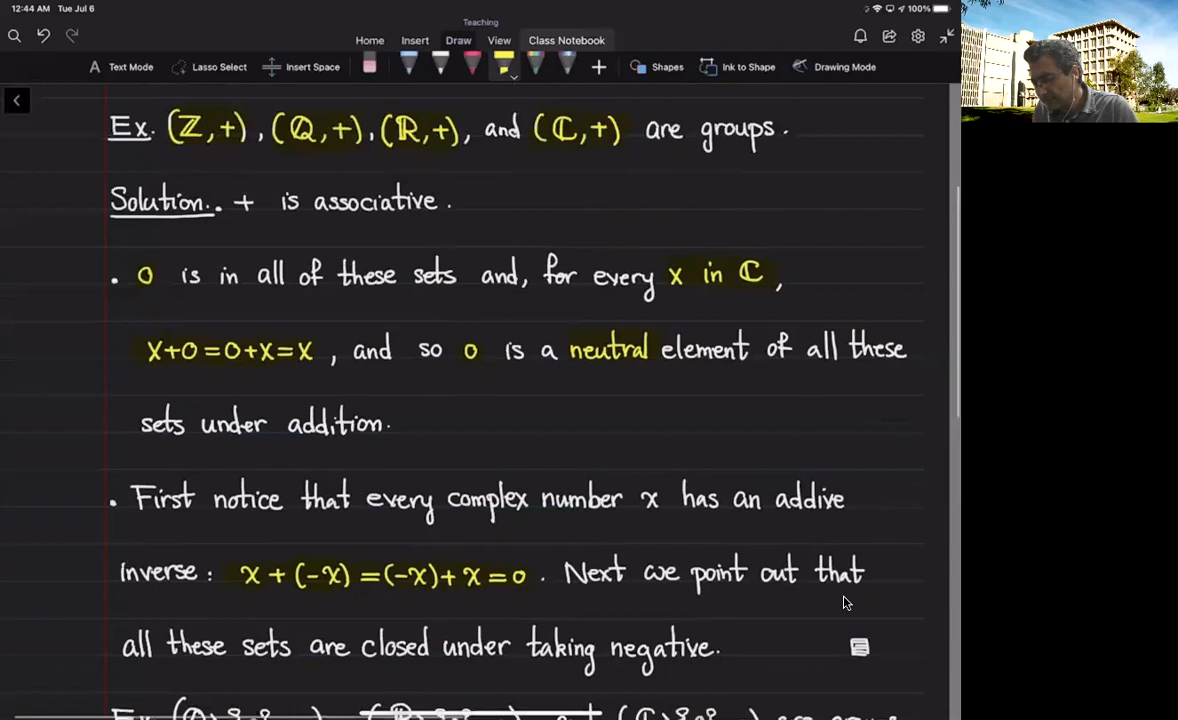 12:44 AM Tue Jul 6
100%
Teaching
Home Insert Draw View Class Notebook
Text Mode Lasso Select Insert Space Shapes Ink to Shape Drawing Mode
Ex. (ℤ,+), (ℚ,+), (ℝ,+), and (ℂ,+) are groups.
Solution.. + is associative.
. 0 is in all of these sets and, for every x in ℂ,
x+0=0+x=x, and so 0 is a neutral element of all these
sets under addition.
. First notice that every complex number x has an addive
inverse: x+(-x)=(-x)+x=0. Next we point out that
all these sets are closed under taking negative.